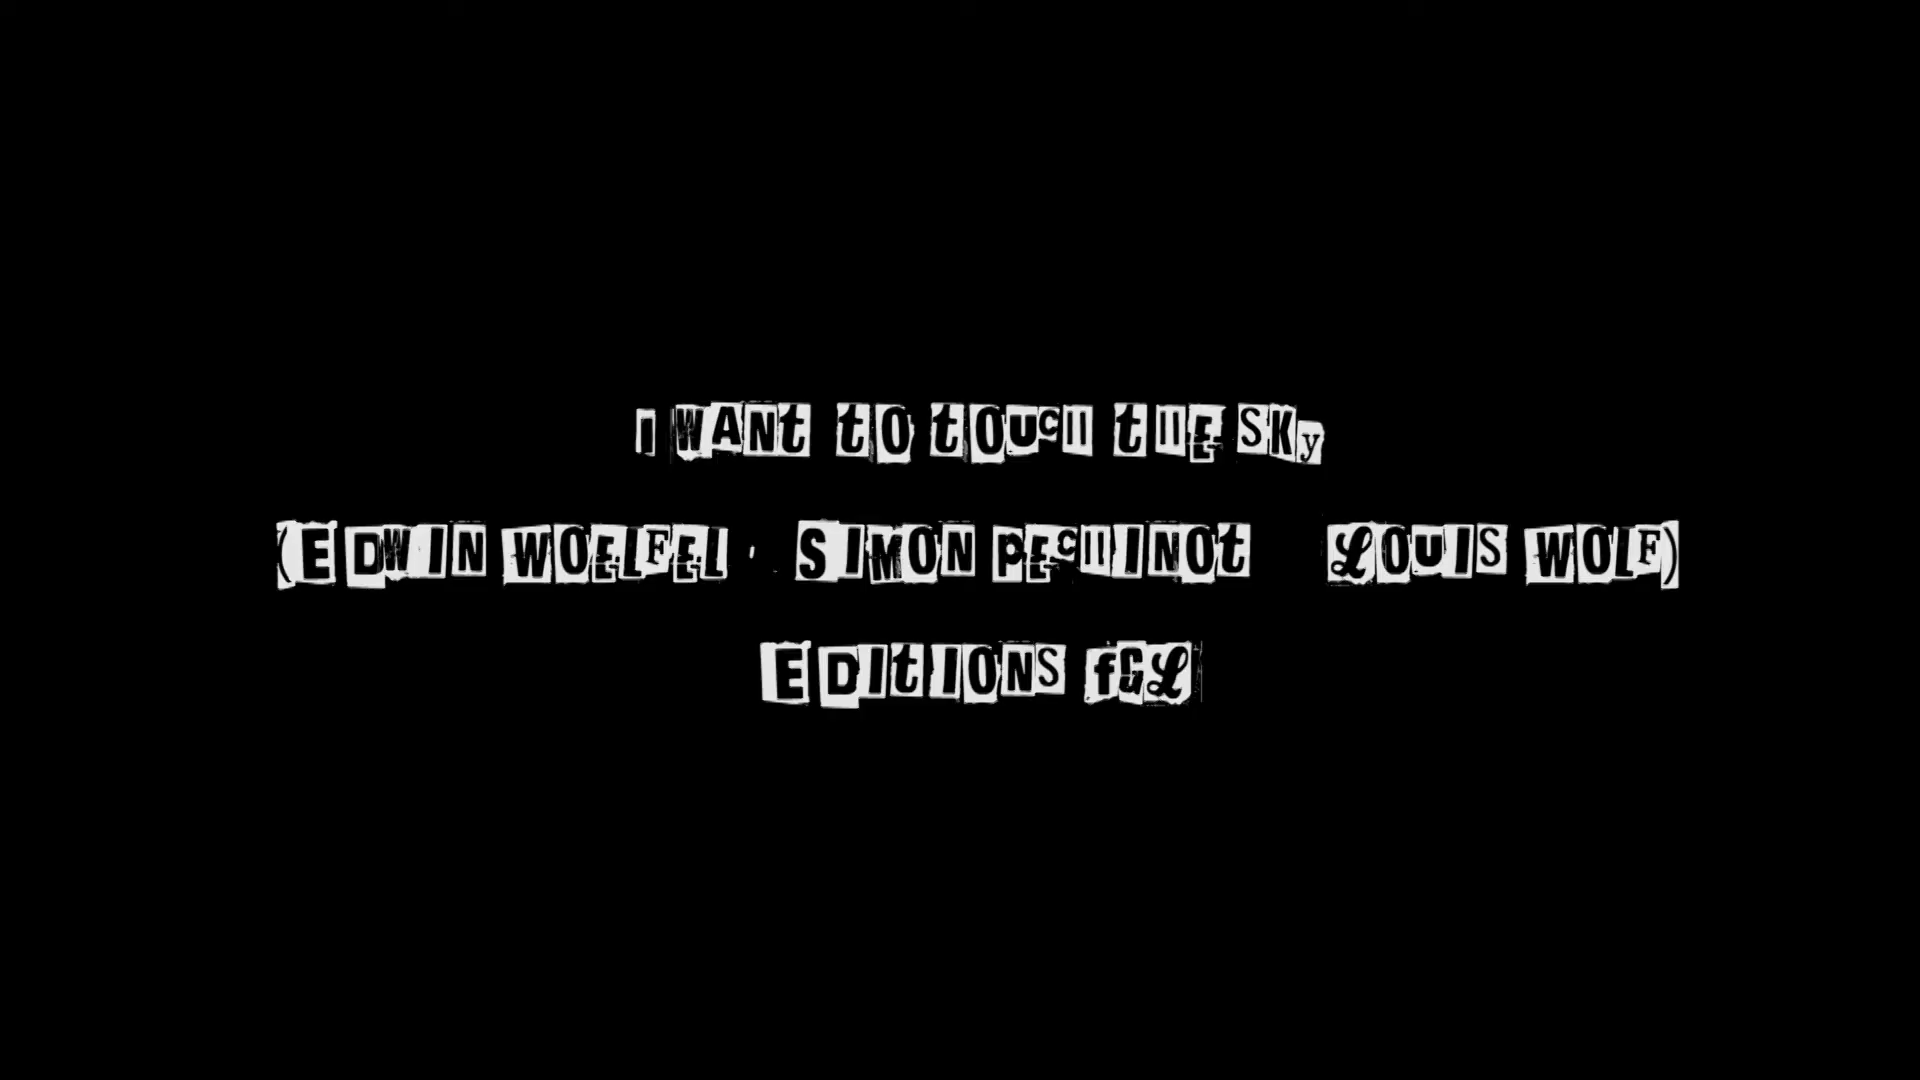 I WANT TO TOUCH THE SKY
(EDWIN WOELFEL - SIMON PECHINOT LOUIS WOLF)
EDITIONS FGL